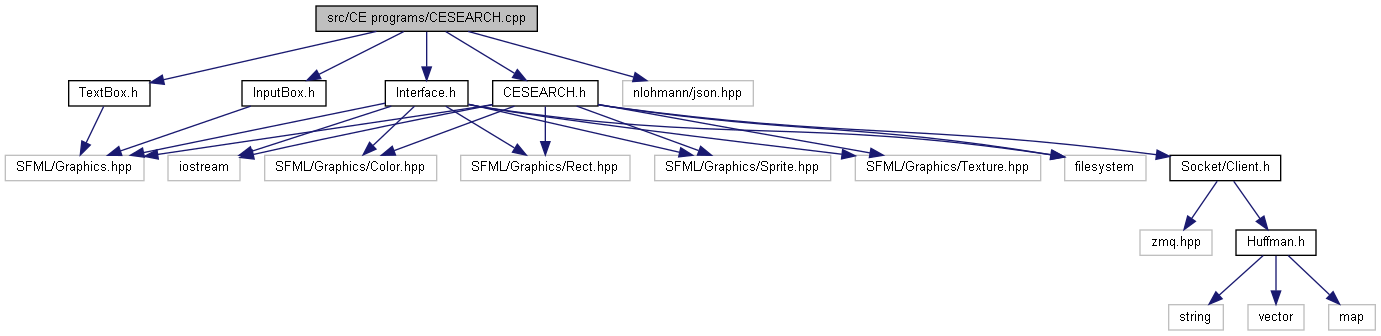 src/CE programs/CESEARCH.cpp
TextBox.h
InputBox.h
Interface.h
CESEARCH.h
nlohmann/json.hpp
SFML/Graphics.hpp
iostream
SFML/Graphics/Color.hpp
SFML/Graphics/Rect.hpp
SFML/Graphics/Sprite.hpp
SFML/Graphics/Texture.hpp
filesystem
Socket/Client.h
zmq.hpp
Huffman.h
string
vector
map